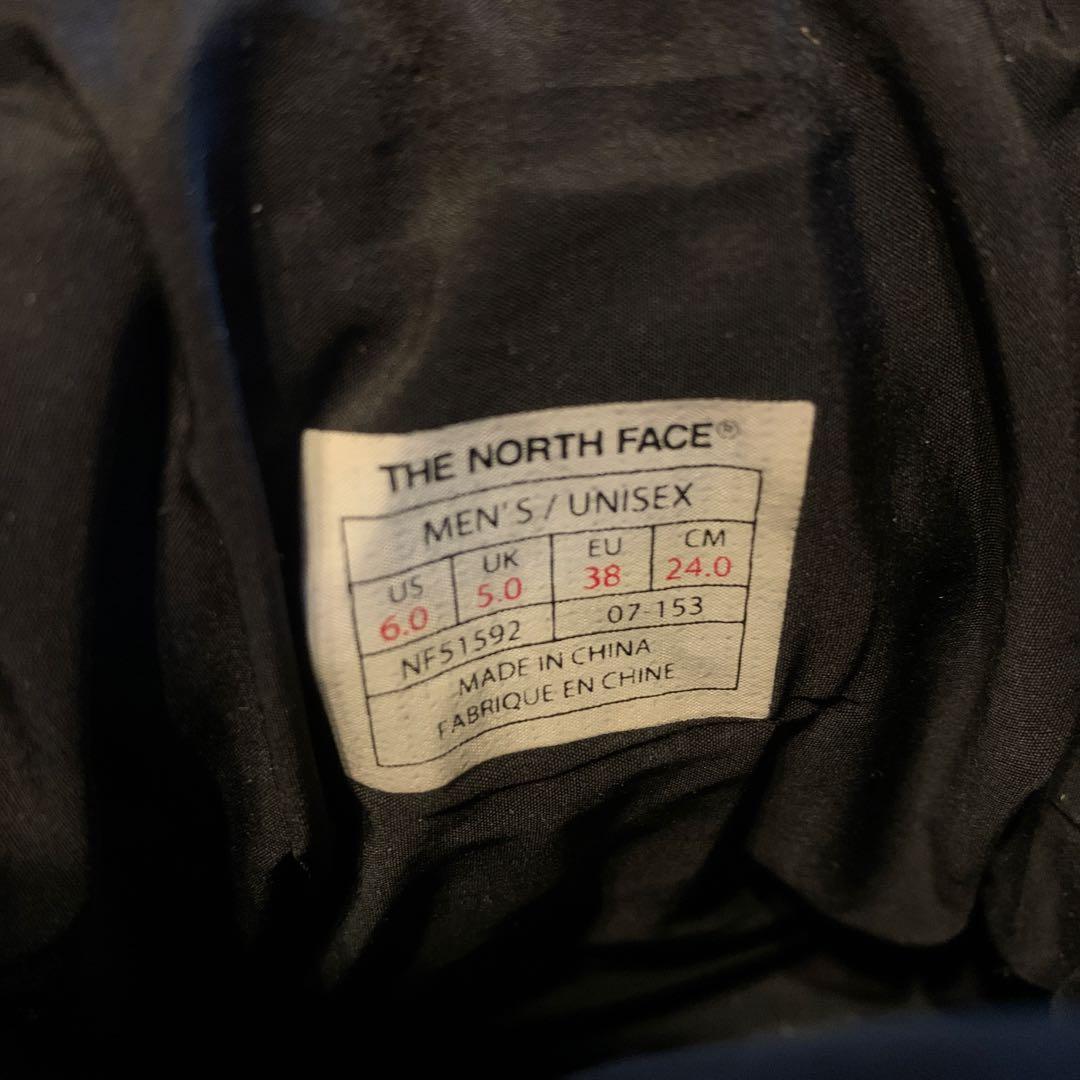 THE NORTH FACE®
MEN'S / UNISEX
US UK EU CM
6.0 5.0 38 24.0
NF51592 07-153
MADE IN CHINA
FABRIQUE EN CHINE